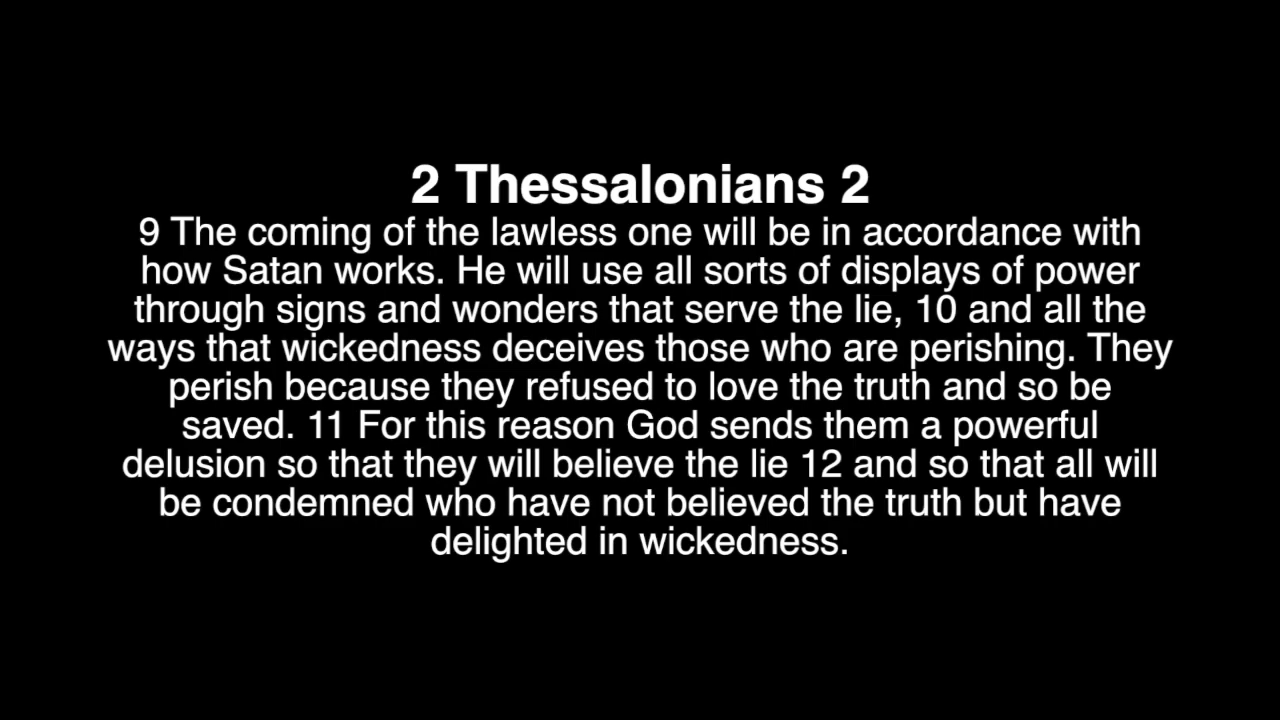 2 Thessalonians 2
9 The coming of the lawless one will be in accordance with
how Satan works. He will use all sorts of displays of power
through signs and wonders that serve the lie, 10 and all the
ways that wickedness deceives those who are perishing. They
perish because they refused to love the truth and so be
saved. 11 For this reason God sends them a powerful
delusion so that they will believe the lie 12 and so that all will
be condemned who have not believed the truth but have
delighted in wickedness.